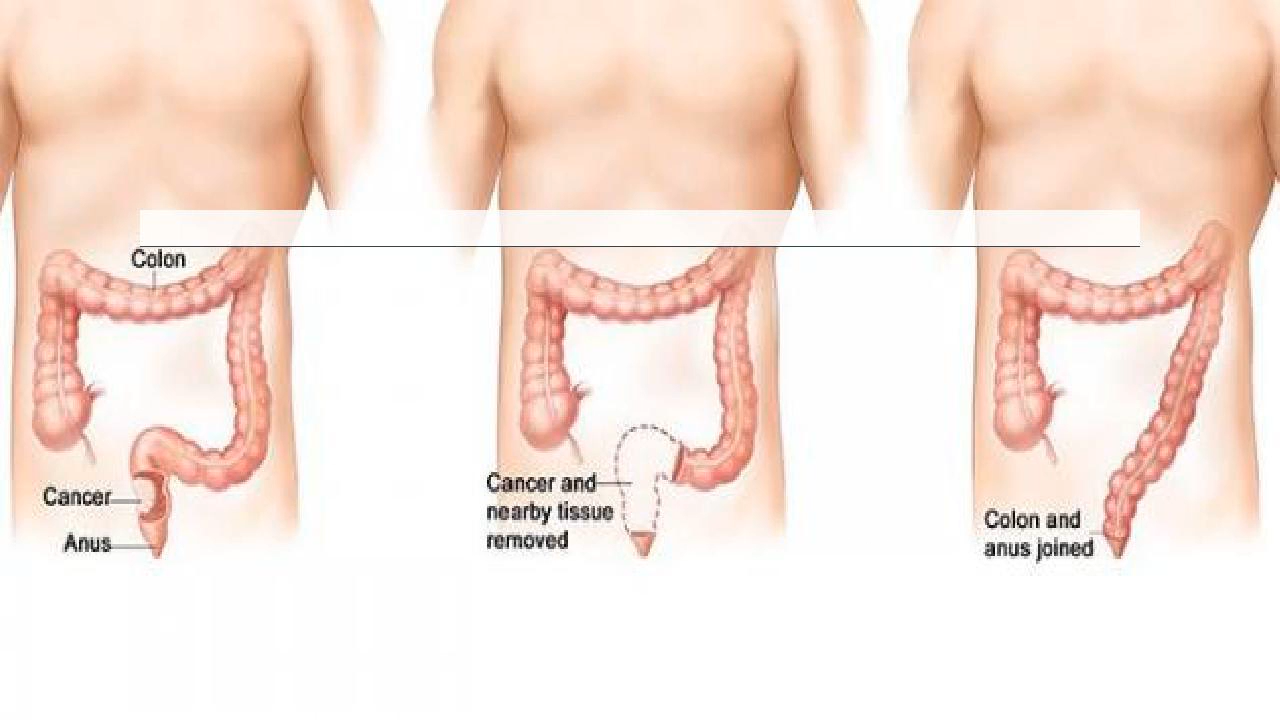 Colon
Cancer
Anus
Cancer and
nearby tissue
removed
Colon and
anus joined